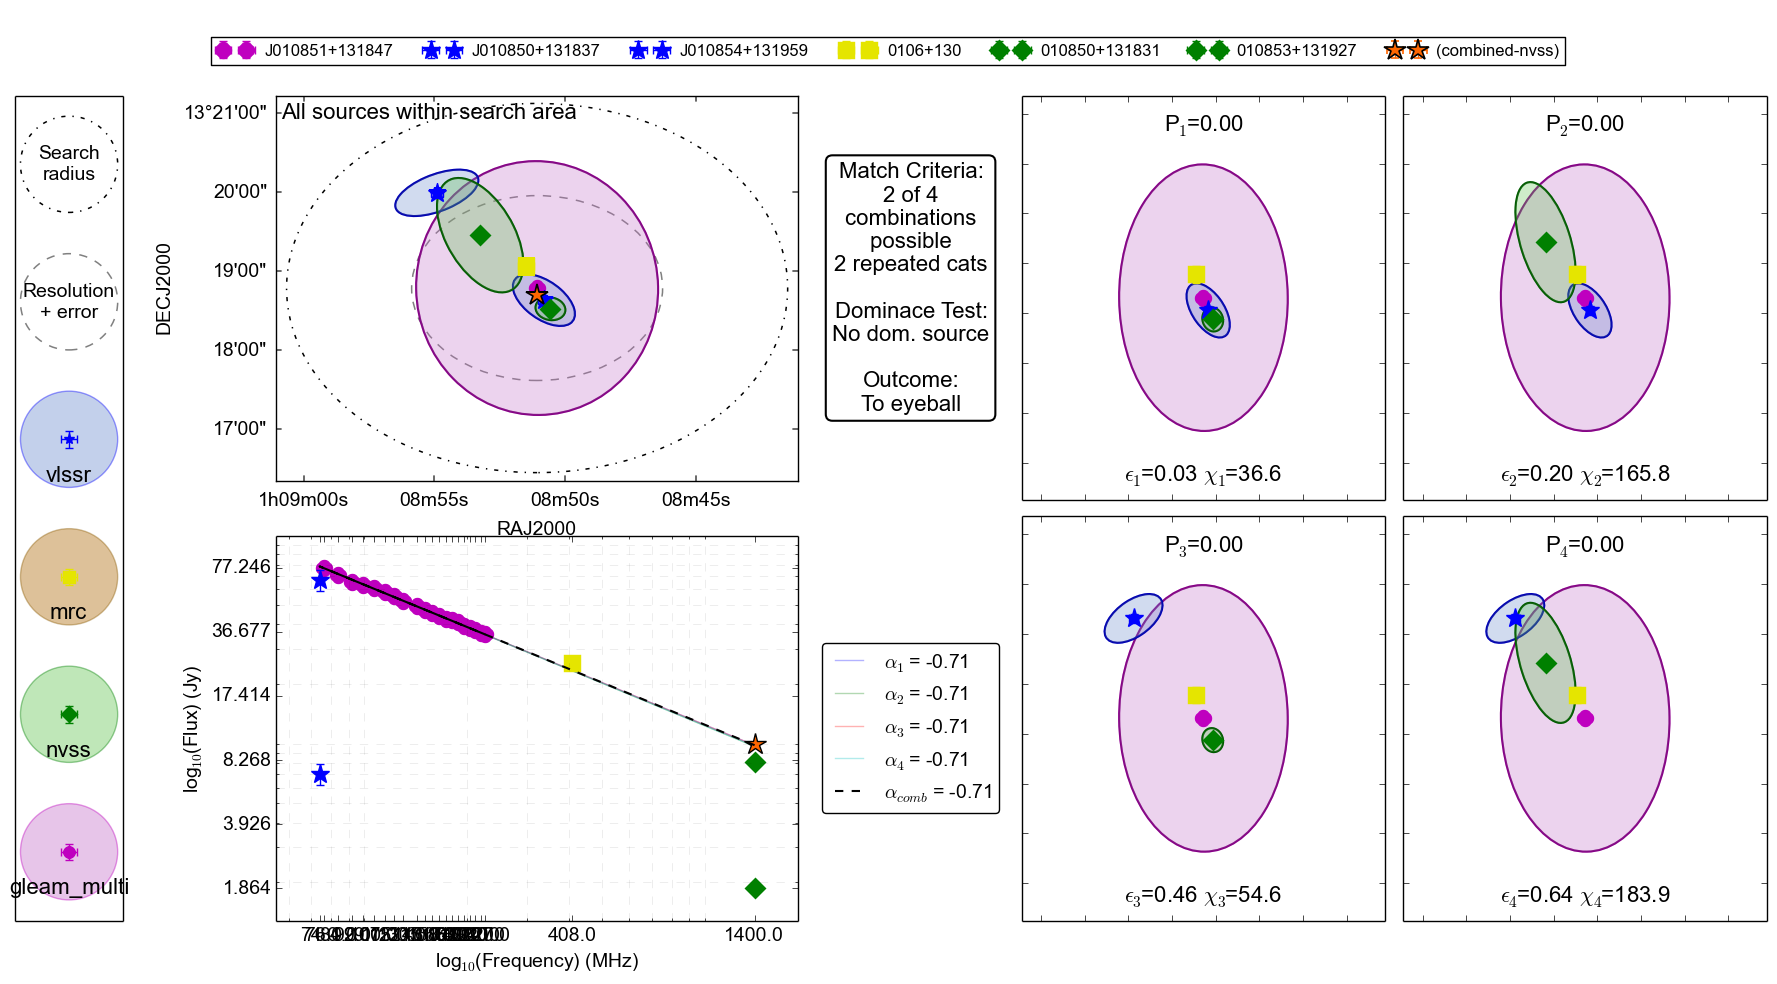 J010851+131847 J010850+131837 J010854+131959 0106+130 010850+131831 010853+131927 (combined-nvss)
Search
radius
Resolution
+ error
vlssr
mrc
nvss
gleam_multi
All sources within search area
DECJ2000
13°21'00"
20'00"
19'00"
18'00"
17'00"
1h09m00s 08m55s 08m50s 08m45s
RAJ2000
Match Criteria:
2 of 4
combinations
possible
2 repeated cats
Dominace Test:
No dom. source
Outcome:
To eyeball
log₁₀(Flux) (Jy)
77.246
36.677
17.414
8.268
3.926
1.864
408.0 1400.0
log₁₀(Frequency) (MHz)
α₁ = -0.71
α₂ = -0.71
α₃ = -0.71
α₄ = -0.71
α_comb = -0.71
P₁=0.00
ϵ₁=0.03 χ₁=36.6
P₂=0.00
ϵ₂=0.20 χ₂=165.8
P₃=0.00
ϵ₃=0.46 χ₃=54.6
P₄=0.00
ϵ₄=0.64 χ₄=183.9